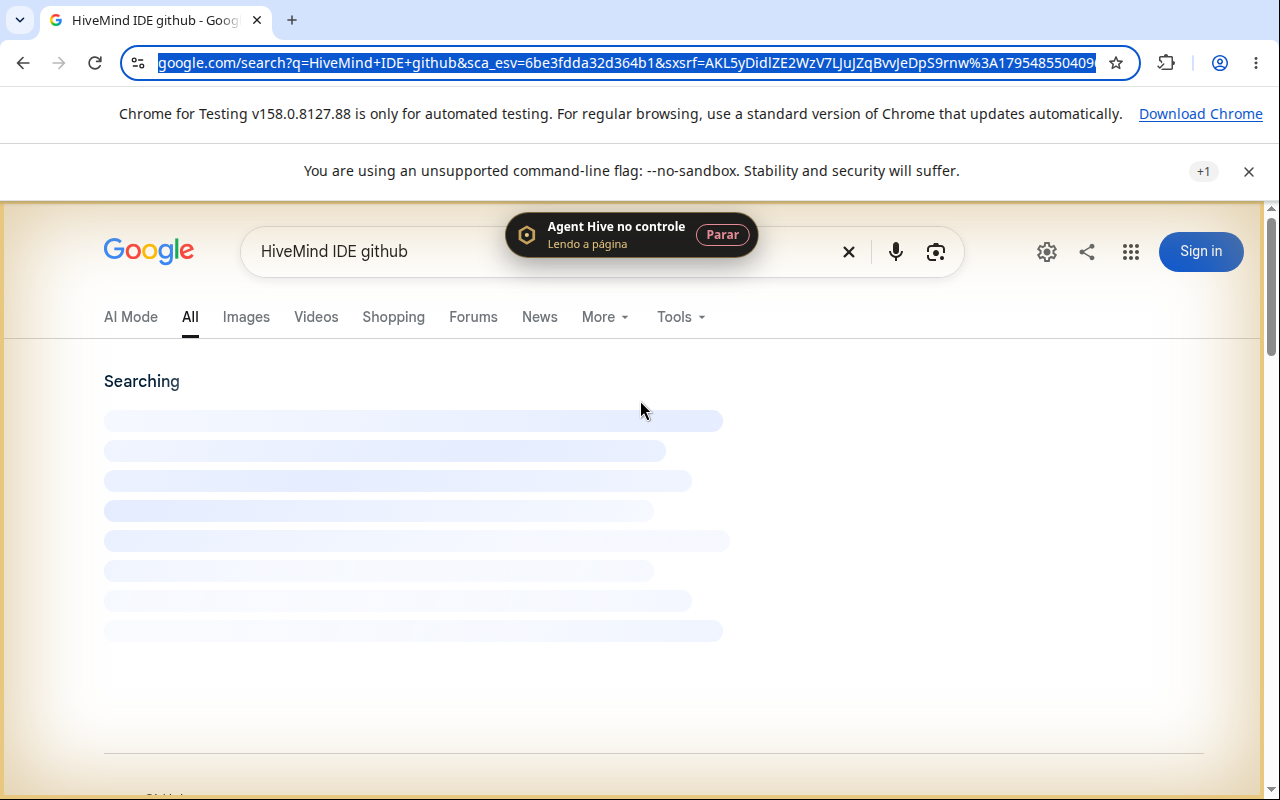 HiveMind IDE github - Goog
google.com/search?q=HiveMind+IDE+github&sca_esv=6be3fdda32d364b1&sxsrf=AKL5yDidlZE2WzV7LJuJZqBvvJeDpS9rnw%3A179548550409
Chrome for Testing v158.0.8127.88 is only for automated testing. For regular browsing, use a standard version of Chrome that updates automatically. Download Chrome
You are using an unsupported command-line flag: --no-sandbox. Stability and security will suffer. +1
Agent Hive no controle
Lendo a página
Parar
Google
HiveMind IDE github
Sign in
AI Mode All Images Videos Shopping Forums News More Tools
Searching